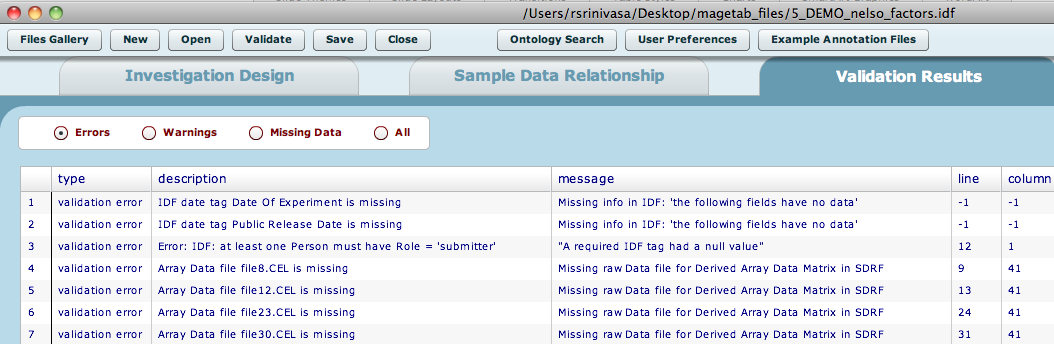 /Users/rsrinivasa/Desktop/magetab_files/5_DEMO_nelso_factors.idf
Files Gallery New Open Validate Save Close Ontology Search User Preferences Example Annotation Files
Investigation Design Sample Data Relationship Validation Results
Errors Warnings Missing Data All
type description message line column
1 validation error IDF date tag Date Of Experiment is missing Missing info in IDF: 'the following fields have no data' -1 -1
2 validation error IDF date tag Public Release Date is missing Missing info in IDF: 'the following fields have no data' -1 -1
3 validation error Error: IDF: at least one Person must have Role = 'submitter' "A required IDF tag had a null value" 12 1
4 validation error Array Data file file8.CEL is missing Missing raw Data file for Derived Array Data Matrix in SDRF 9 41
5 validation error Array Data file file12.CEL is missing Missing raw Data file for Derived Array Data Matrix in SDRF 13 41
6 validation error Array Data file file23.CEL is missing Missing raw Data file for Derived Array Data Matrix in SDRF 24 41
7 validation error Array Data file file30.CEL is missing Missing raw Data file for Derived Array Data Matrix in SDRF 31 41